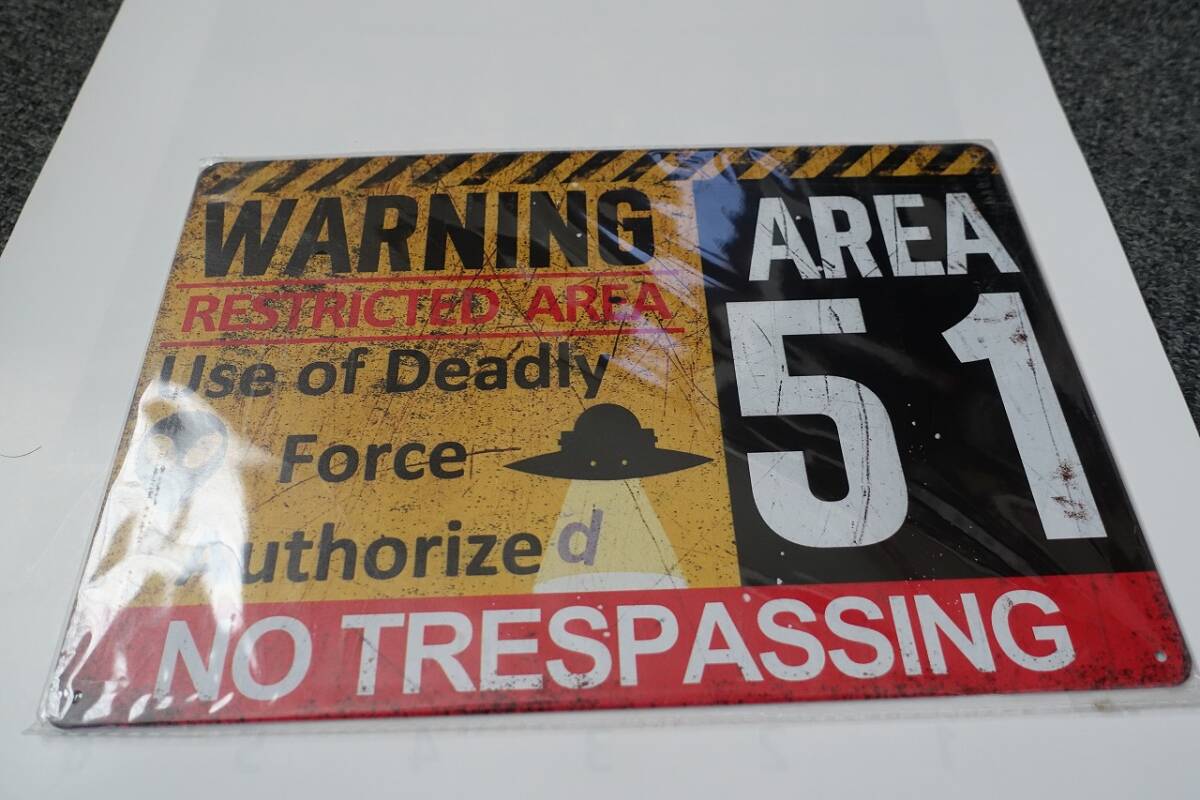 WARNING
RESTRICTED AREA
Use of Deadly
Force
Authorized
AREA
51
NO TRESPASSING